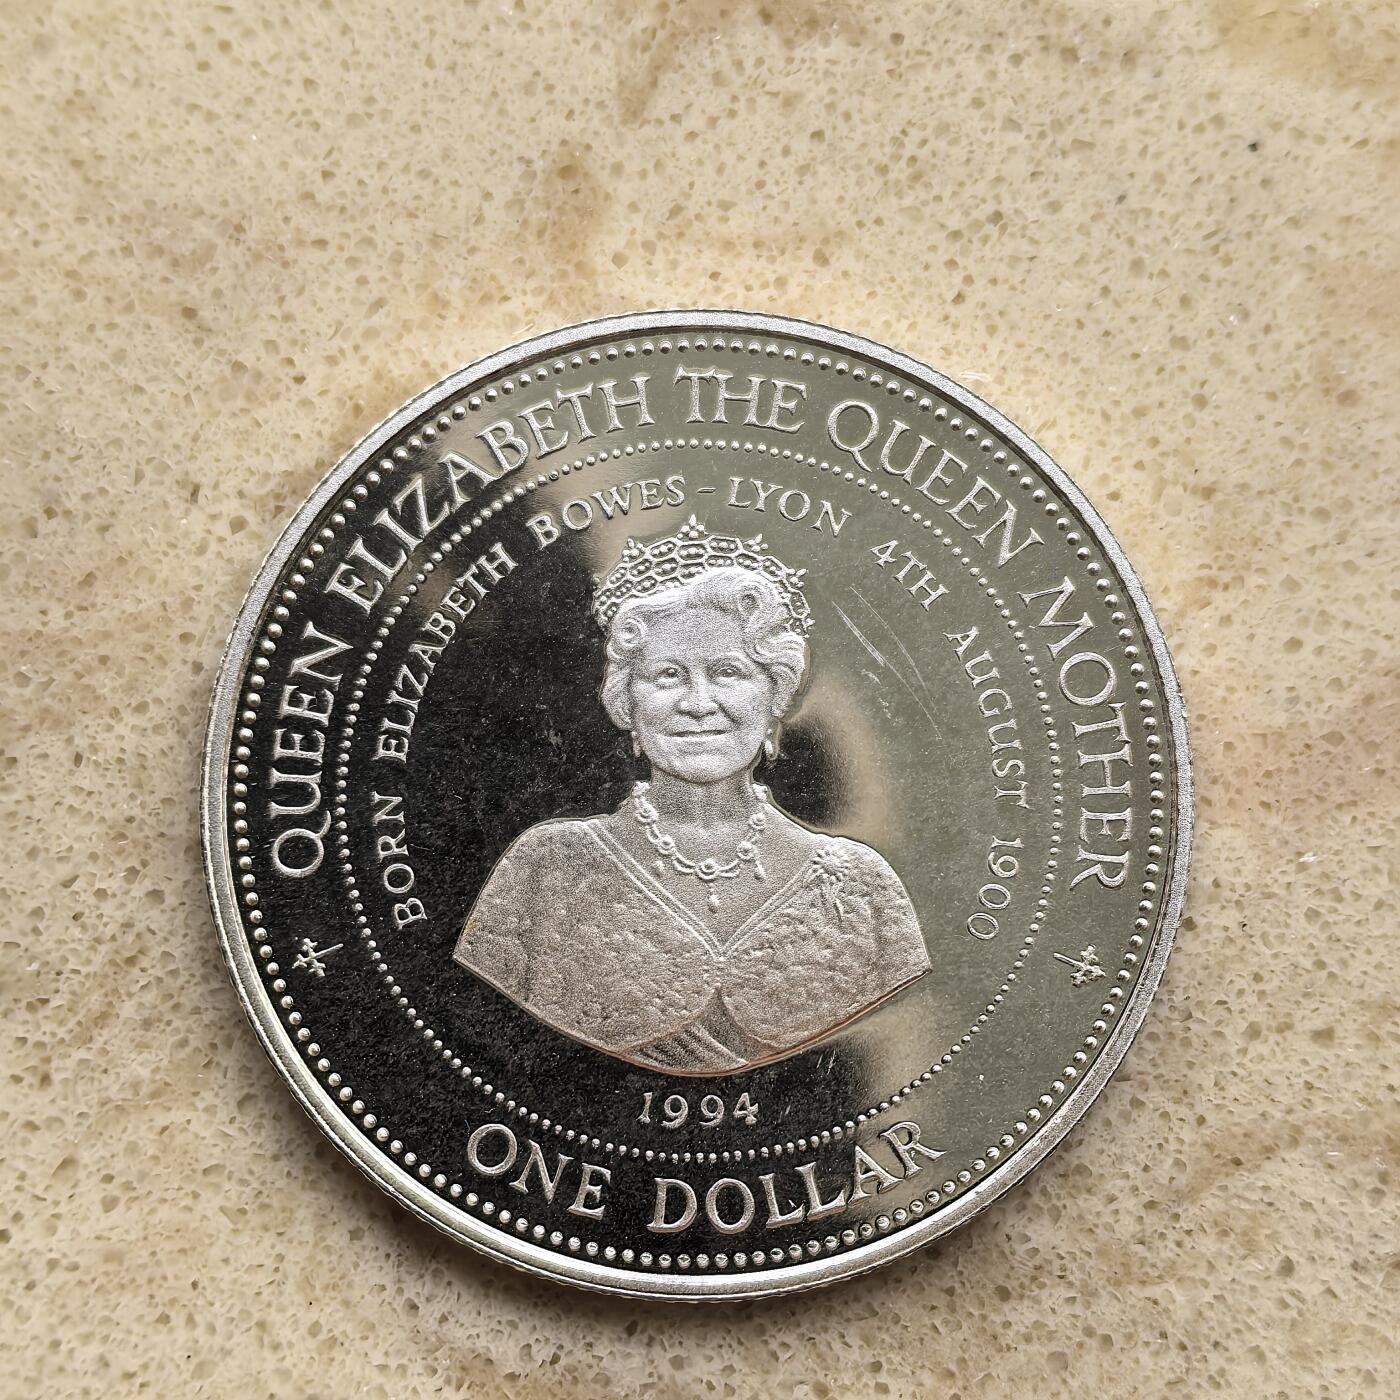 QUEEN ELIZABETH THE QUEEN MOTHER
BORN ELIZABETH BOWES - LYON 4TH AUGUST 1900
1994
ONE DOLLAR